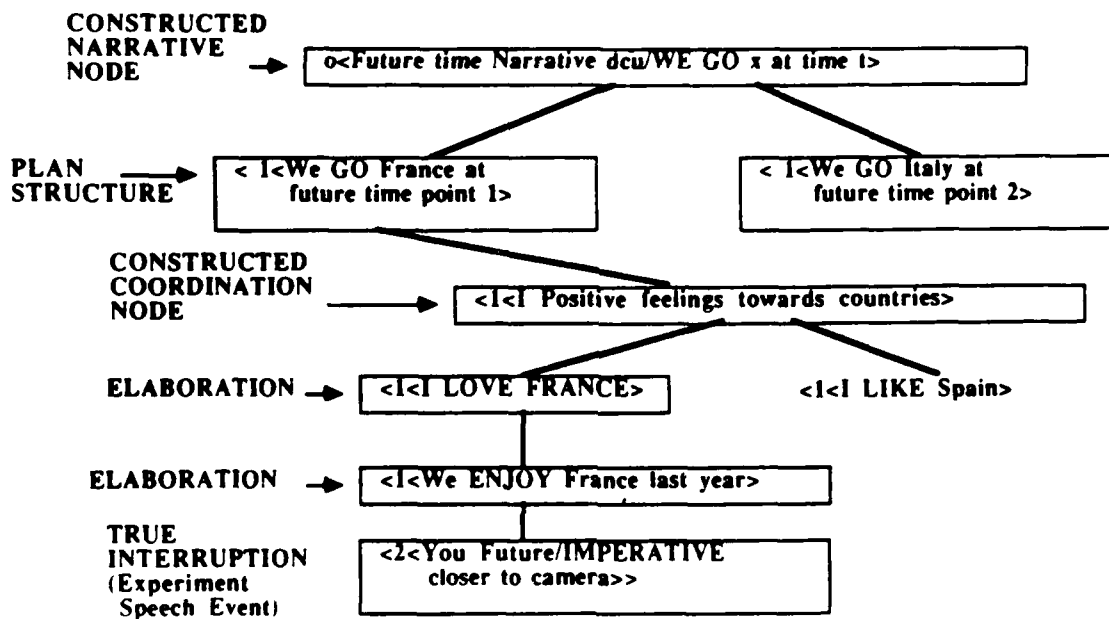 CONSTRUCTED
NARRATIVE
NODE
o<Future time Narrative dcu/WE GO x at time t>
PLAN
STRUCTURE
< 1<We GO France at
future time point 1>
< 1<We GO Italy at
future time point 2>
CONSTRUCTED
COORDINATION
NODE
<1<I Positive feelings towards countries>
ELABORATION
<1<I LOVE FRANCE>
<1<I LIKE Spain>
ELABORATION
<1<We ENJOY France last year>
TRUE
INTERRUPTION
(Experiment
Speech Event)
<2<You Future/IMPERATIVE
closer to camera>>